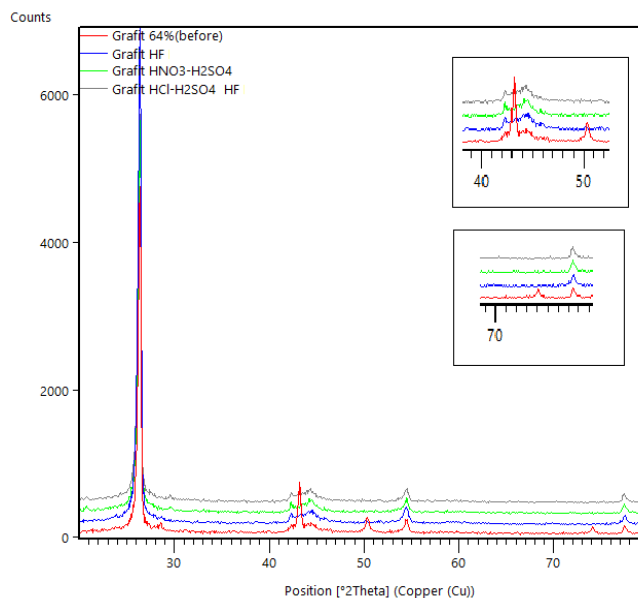 Counts
Grafit 64%(before)
Grafit HF
Grafit HNO3-H2SO4
Grafit HCl-H2SO4 HF
6000
4000
2000
0
40 50
70
30 40 50 60 70
Position [°2Theta] (Copper (Cu))